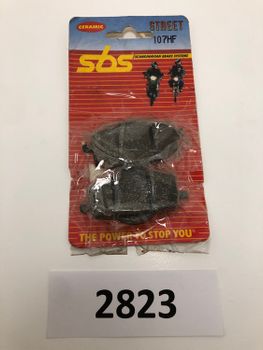 CERAMIC
STREET
107HF
sbs
SCANDINAVIAN BRAKE SYSTEMS
THE POWER TO STOP YOU
2823